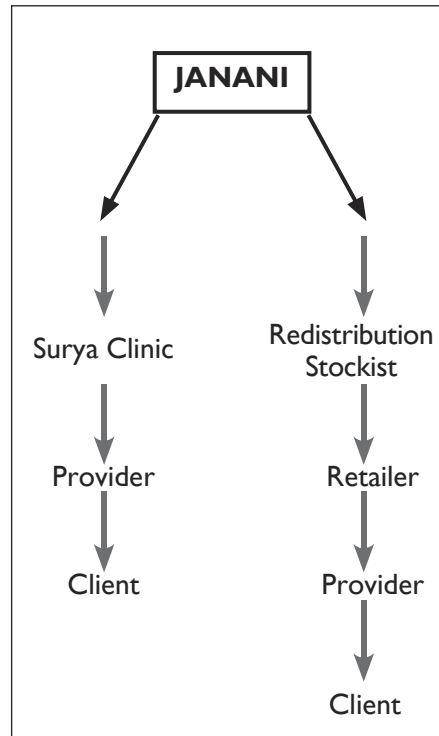 JANANI
Surya Clinic
Provider
Client
Redistribution
Stockist
Retailer
Provider
Client